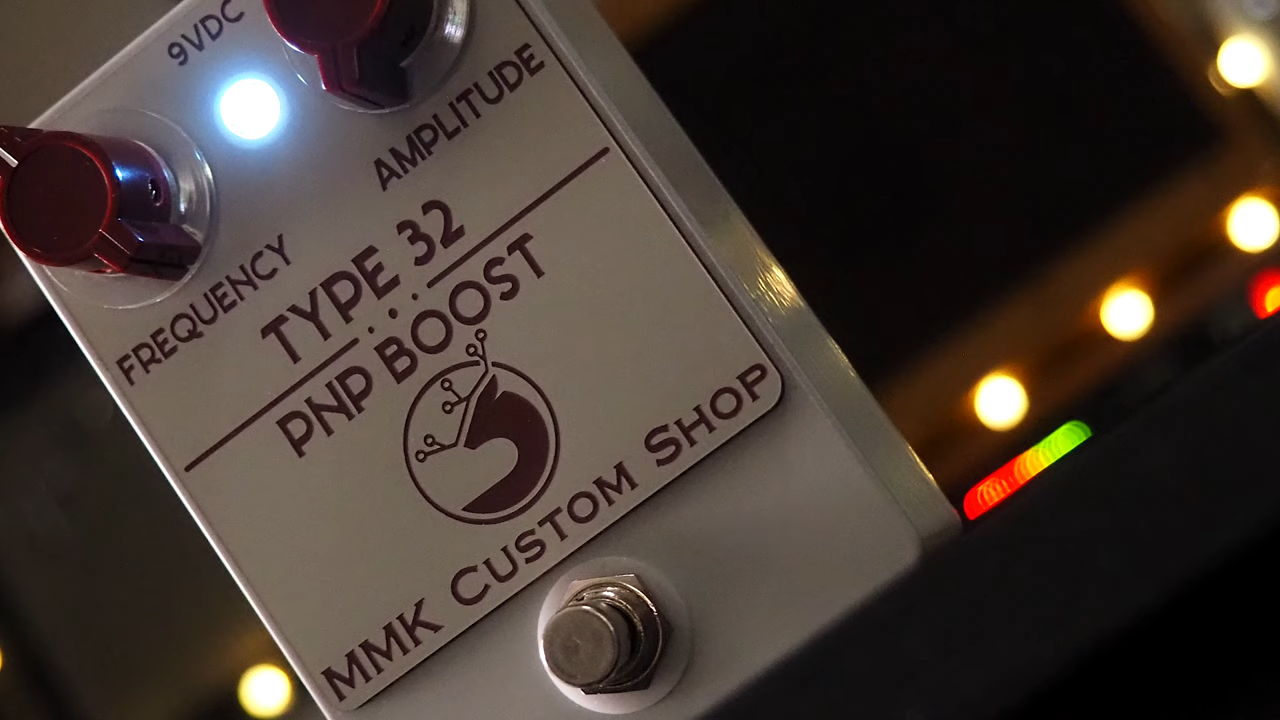 9VDC
AMPLITUDE
FREQUENCY
TYPE 32
PNP BOOST
MMK CUSTOM SHOP